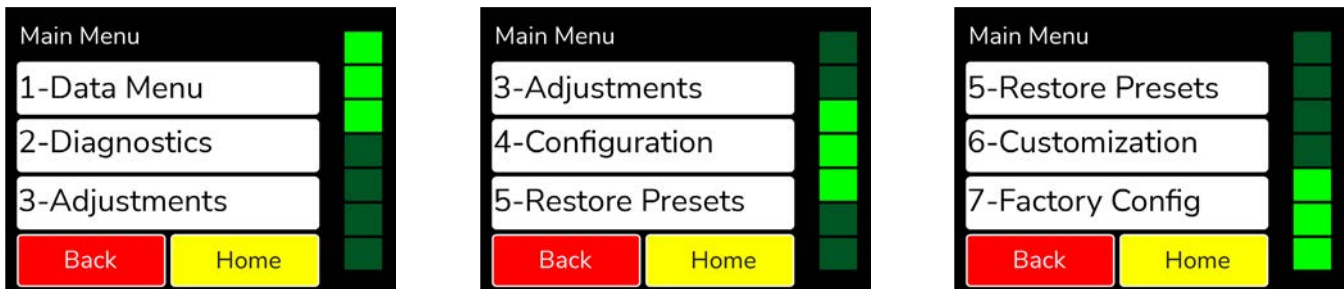 Main Menu
1-Data Menu
2-Diagnostics
3-Adjustments
Back Home
Main Menu
3-Adjustments
4-Configuration
5-Restore Presets
Back Home
Main Menu
5-Restore Presets
6-Customization
7-Factory Config
Back Home